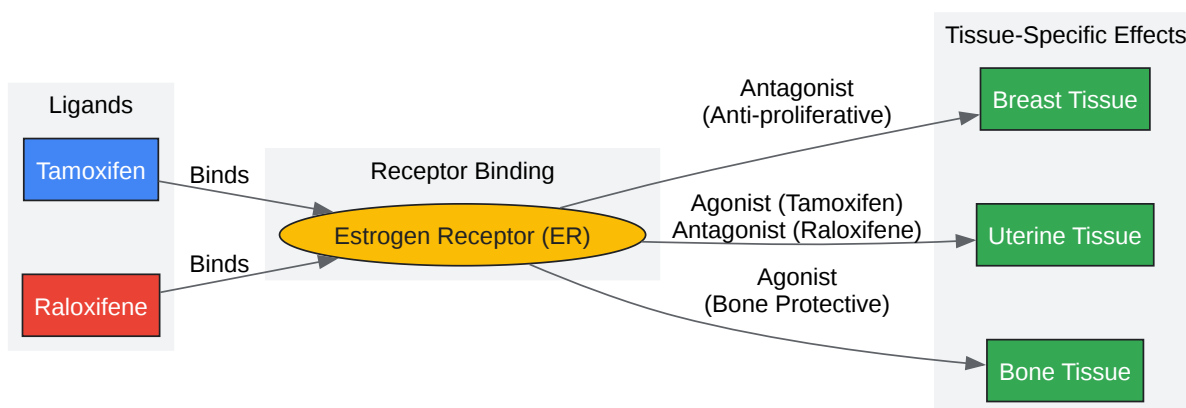 Ligands
Tamoxifen
Raloxifene
Binds
Binds
Receptor Binding
Estrogen Receptor (ER)
Antagonist
(Anti-proliferative)
Agonist (Tamoxifen)
Antagonist (Raloxifene)
Agonist
(Bone Protective)
Tissue-Specific Effects
Breast Tissue
Uterine Tissue
Bone Tissue